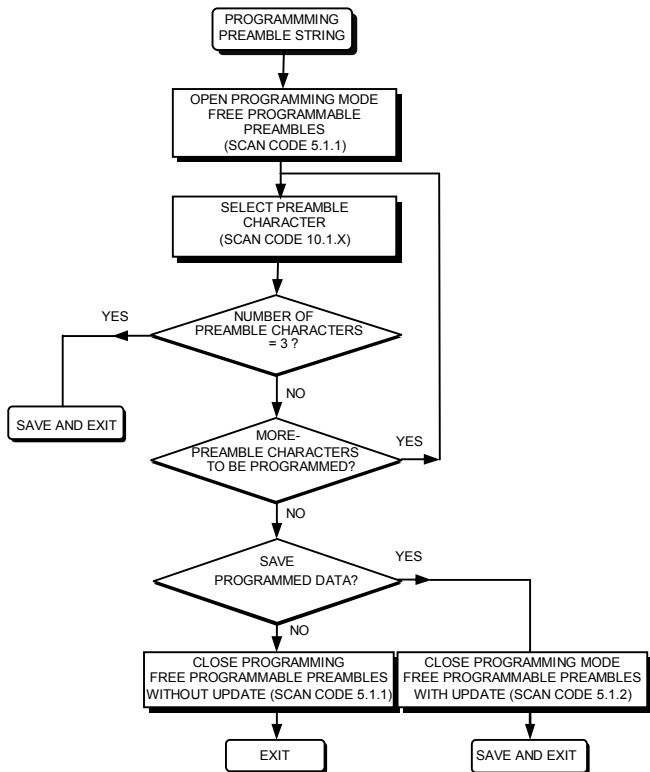 PROGRAMMMING
PREAMBLE STRING
OPEN PROGRAMMING MODE
FREE PROGRAMMABLE
PREAMBLES
(SCAN CODE 5.1.1)
SELECT PREAMBLE
CHARACTER
(SCAN CODE 10.1.X)
NUMBER OF
PREAMBLE CHARACTERS
= 3 ?
YES
SAVE AND EXIT
NO
MORE-
PREAMBLE CHARACTERS
TO BE PROGRAMMED?
YES
NO
SAVE
PROGRAMMED DATA?
YES
NO
CLOSE PROGRAMMING
FREE PROGRAMMABLE PREAMBLES
WITHOUT UPDATE (SCAN CODE 5.1.1)
CLOSE PROGRAMMING MODE
FREE PROGRAMMABLE PREAMBLES
WITH UPDATE (SCAN CODE 5.1.2)
EXIT
SAVE AND EXIT